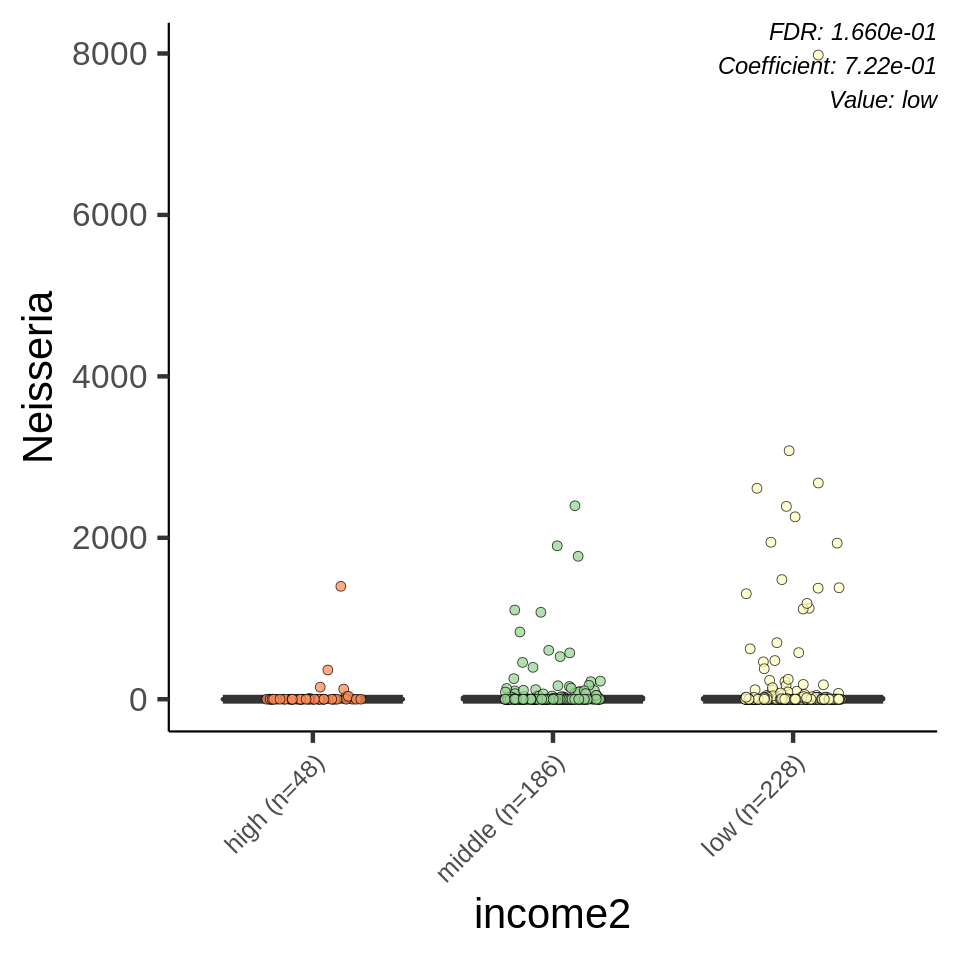 FDR: 1.660e-01
Coefficient: 7.22e-01
Value: low
8000
6000
4000
2000
0
Neisseria
high (n=48)
middle (n=186)
low (n=228)
income2